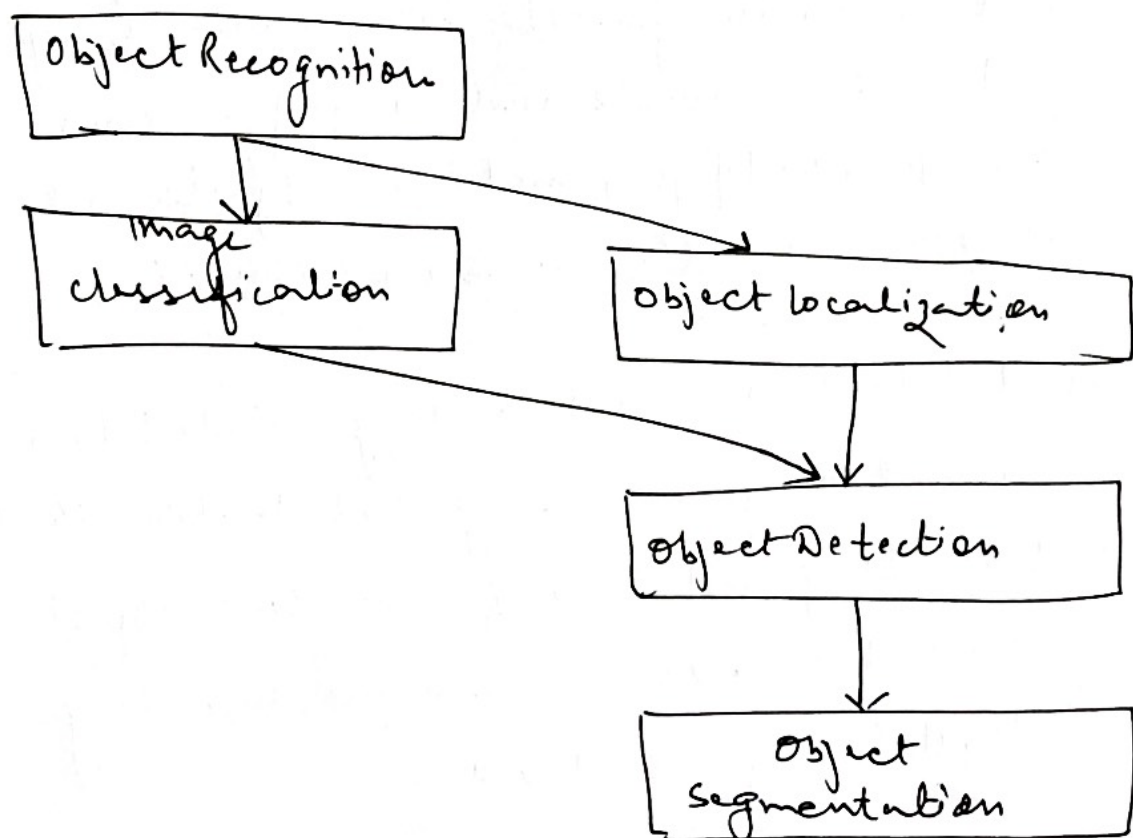 Object Recognition
Image
classification
Object Localization
Object Detection
Object
segmentation